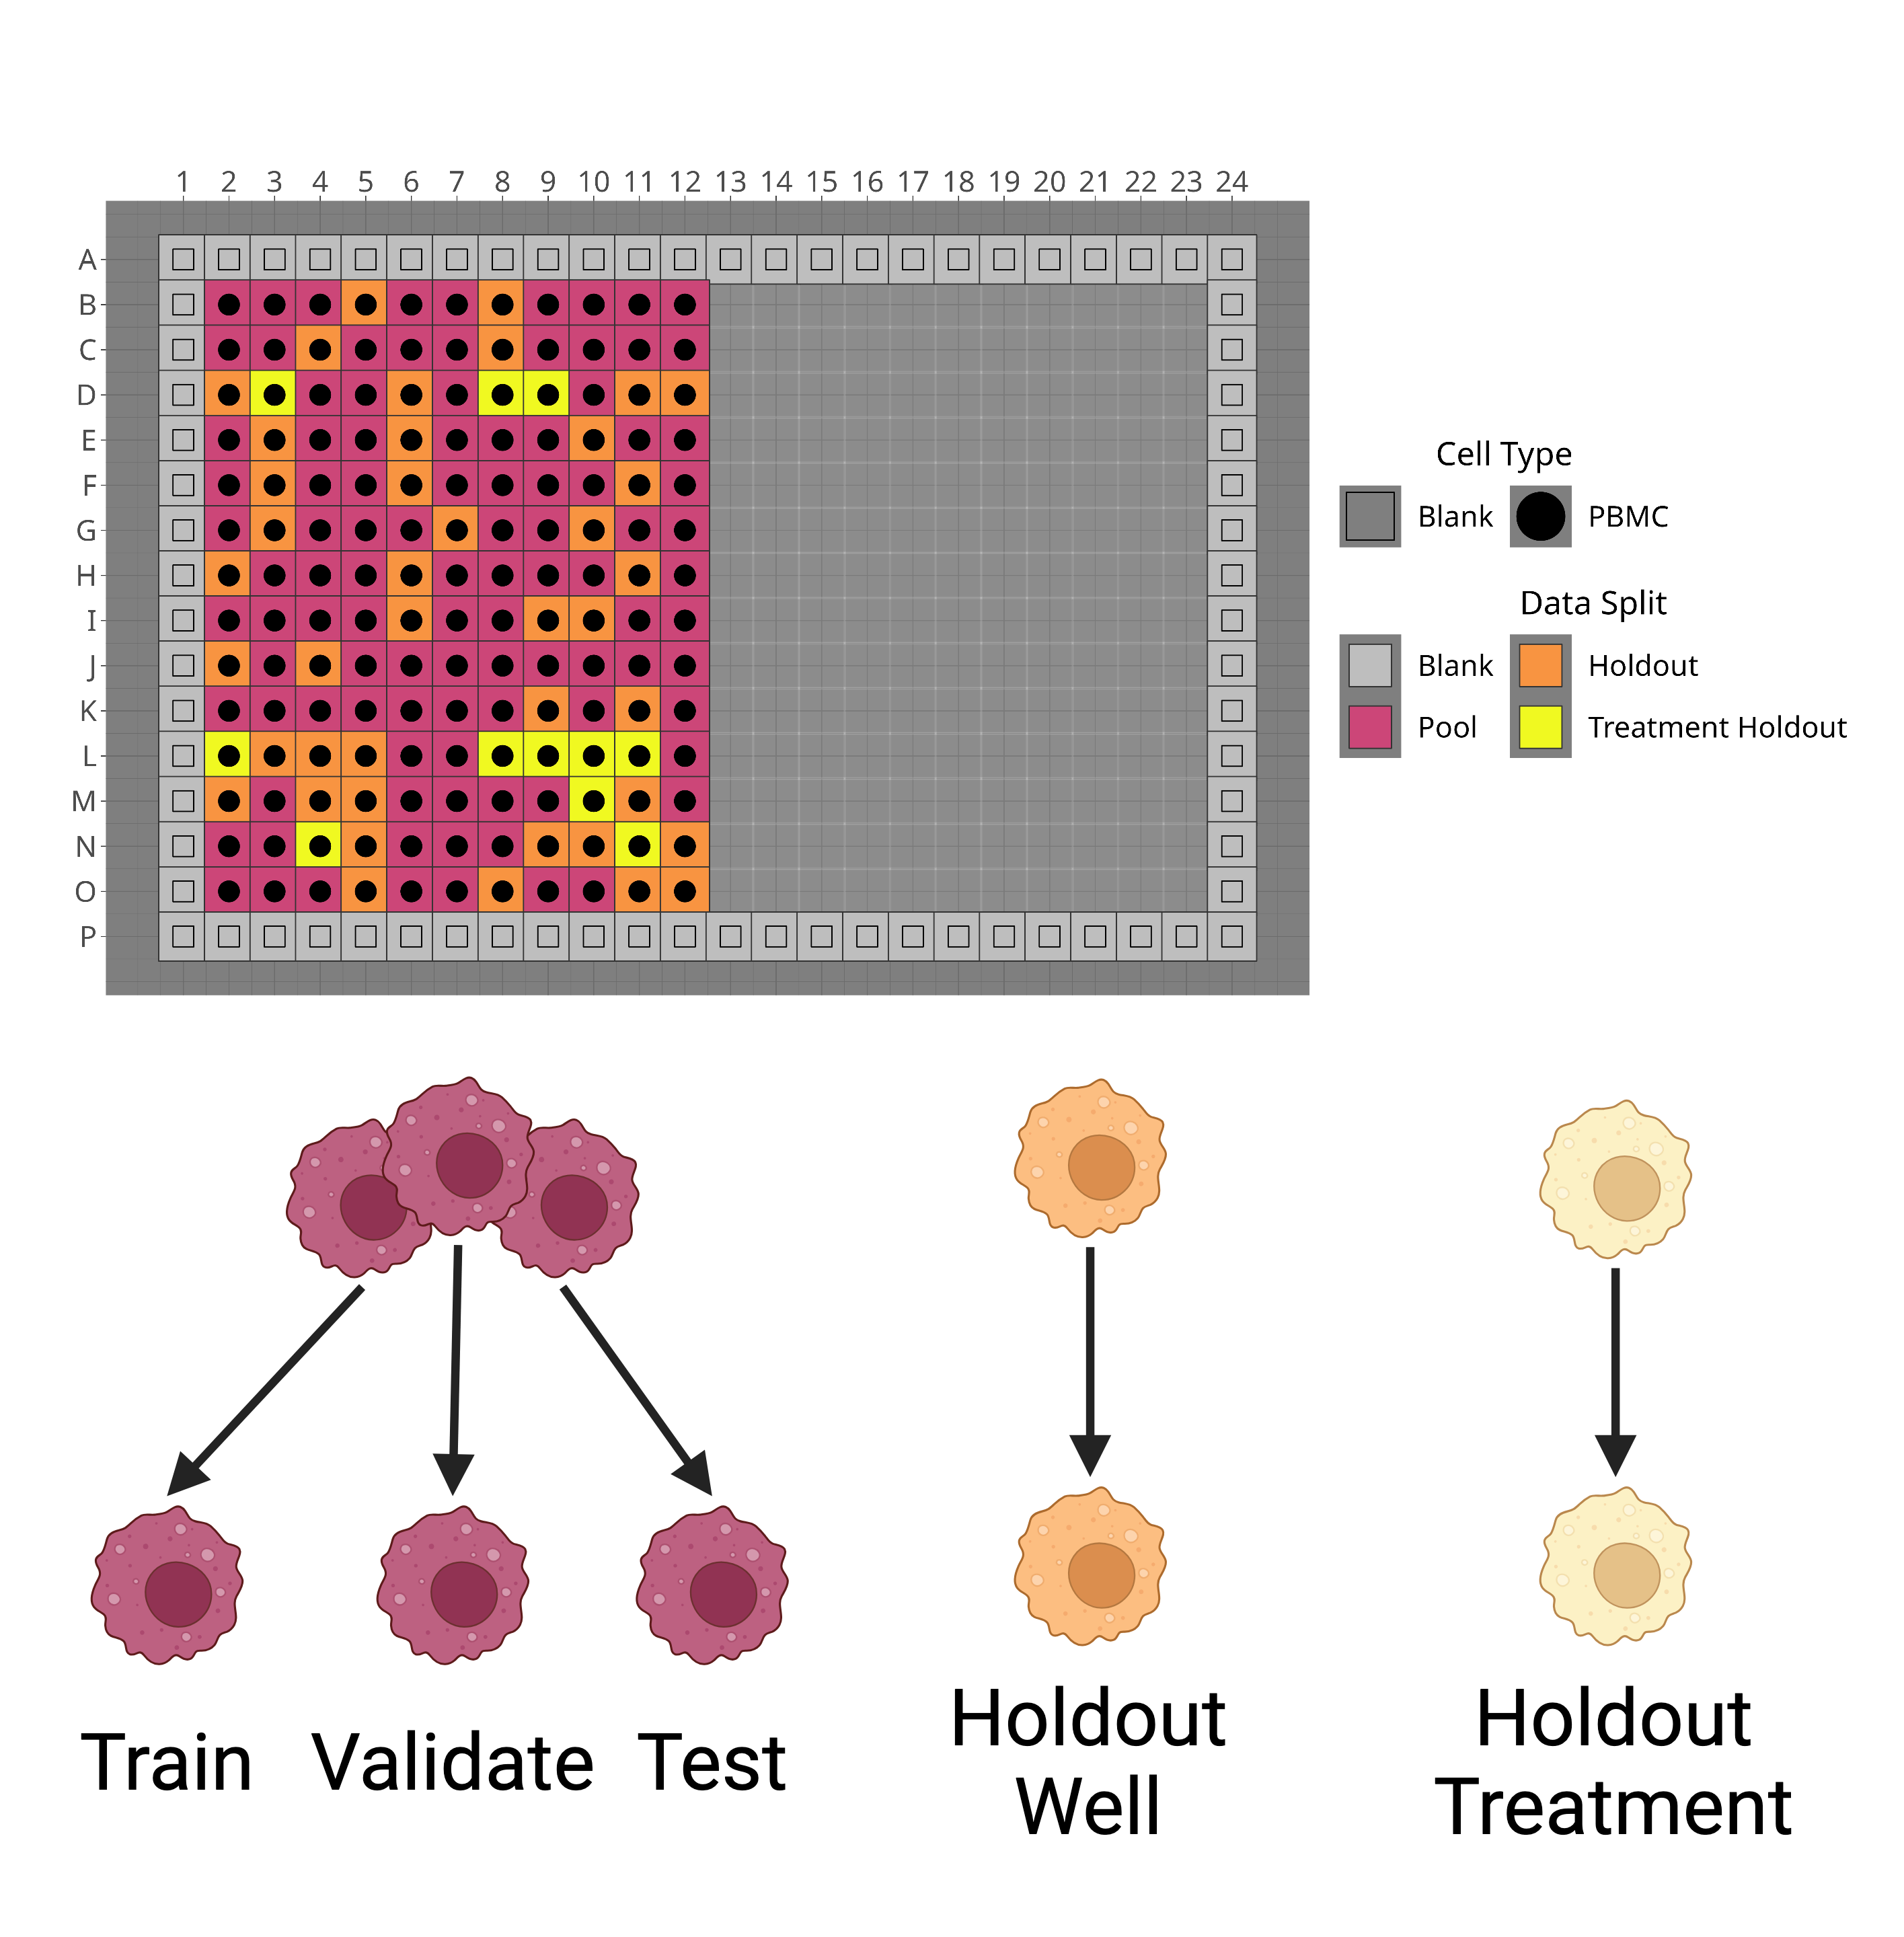 1 2 3 4 5 6 7 8 9 10 11 12 13 14 15 16 17 18 19 20 21 22 23 24
A
B
C
D
E
F
G
H
I
J
K
L
M
N
O
P
Cell Type
Blank PBMC
Data Split
Blank Holdout
Pool Treatment Holdout
Train Validate Test
Holdout
Well
Holdout
Treatment